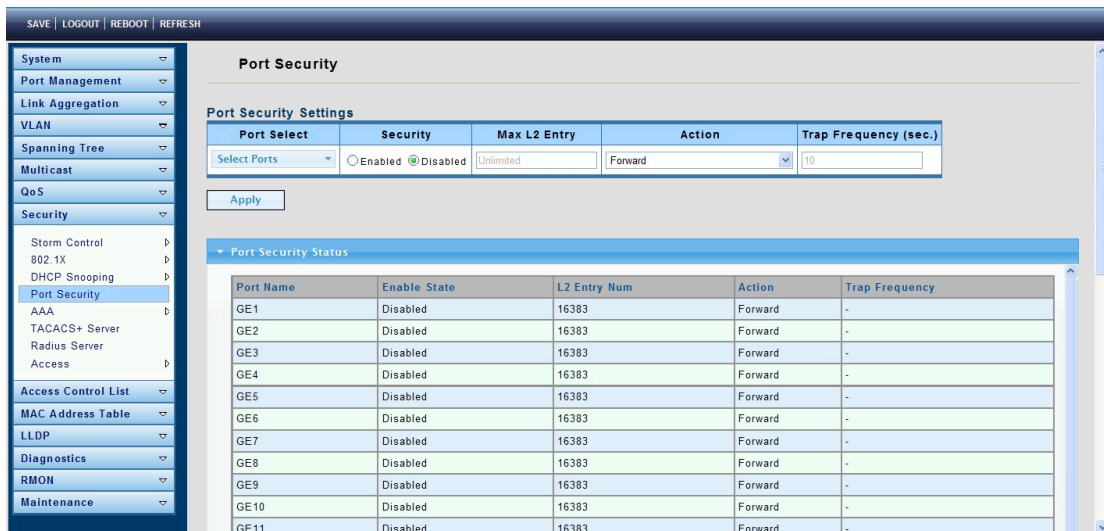 SAVE | LOGOUT | REBOOT | REFRESH
System
Port Management
Link Aggregation
VLAN
Spanning Tree
Multicast
QoS
Security
Storm Control
802.1X
DHCP Snooping
Port Security
AAA
TACACS+ Server
Radius Server
Access
Access Control List
MAC Address Table
LLDP
Diagnostics
RMON
Maintenance
Port Security
Port Security Settings
Port Select Security Max L2 Entry Action Trap Frequency (sec.)
Select Ports Enabled Disabled Unlimited Forward 10
Apply
Port Security Status
Port Name Enable State L2 Entry Num Action Trap Frequency
GE1 Disabled 16383 Forward -
GE2 Disabled 16383 Forward -
GE3 Disabled 16383 Forward -
GE4 Disabled 16383 Forward -
GE5 Disabled 16383 Forward -
GE6 Disabled 16383 Forward -
GE7 Disabled 16383 Forward -
GE8 Disabled 16383 Forward -
GE9 Disabled 16383 Forward -
GE10 Disabled 16383 Forward -
GE11 Disabled 16383 Forward -